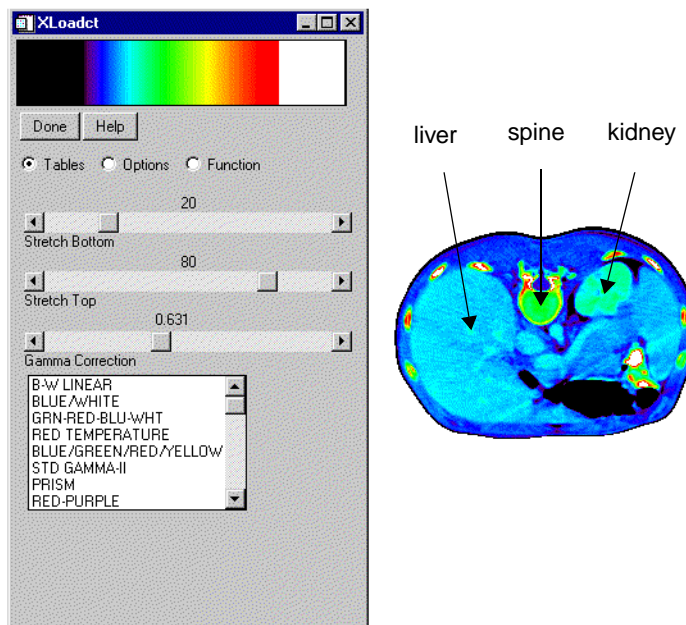 XLoadct
Done Help
Tables Options Function
20
Stretch Bottom
80
Stretch Top
0.631
Gamma Correction
B-W LINEAR
BLUE/WHITE
GRN-RED-BLU-WHT
RED TEMPERATURE
BLUE/GREEN/RED/YELLOW
STD GAMMA-II
PRISM
RED-PURPLE
liver spine kidney